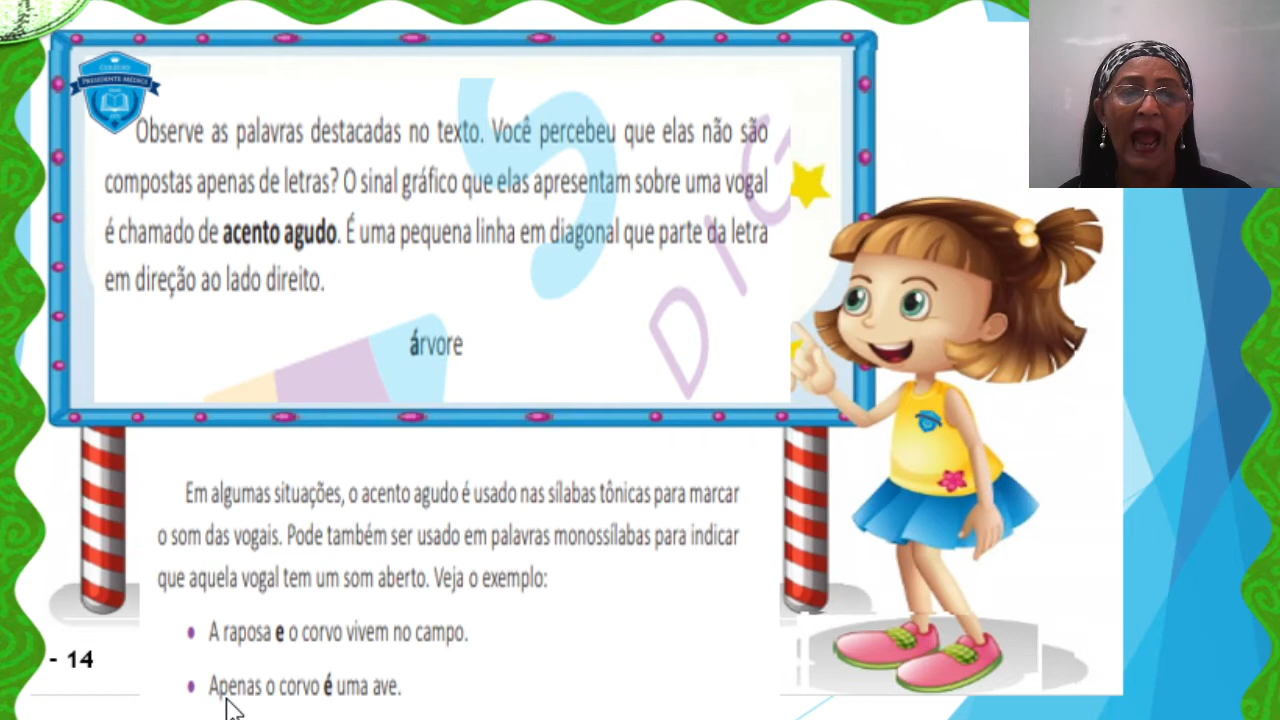 COLÉGIO
PRESIDENTE MÉDICI
Observe as palavras destacadas no texto. Você percebeu que elas não são
compostas apenas de letras? O sinal gráfico que elas apresentam sobre uma vogal
é chamado de acento agudo. É uma pequena linha em diagonal que parte da letra
em direção ao lado direito.
árvore
S
DIG
Em algumas situações, o acento agudo é usado nas sílabas tônicas para marcar
o som das vogais. Pode também ser usado em palavras monossílabas para indicar
que aquela vogal tem um som aberto. Veja o exemplo:
• A raposa e o corvo vivem no campo.
- 14
• Apenas o corvo é uma ave.